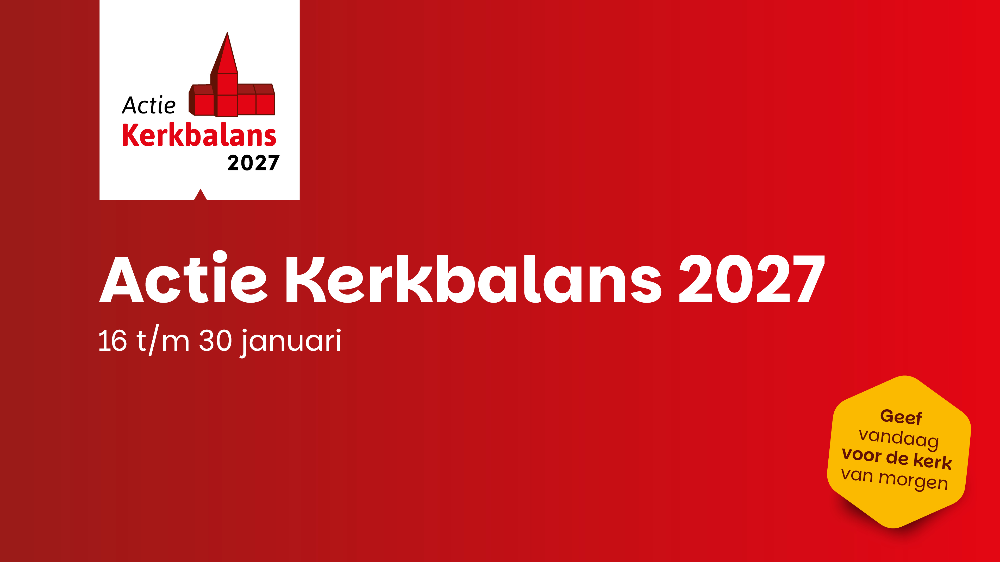 Actie
Kerkbalans
2027
Actie Kerkbalans 2027
16 t/m 30 januari
Geef
vandaag
voor de kerk
van morgen